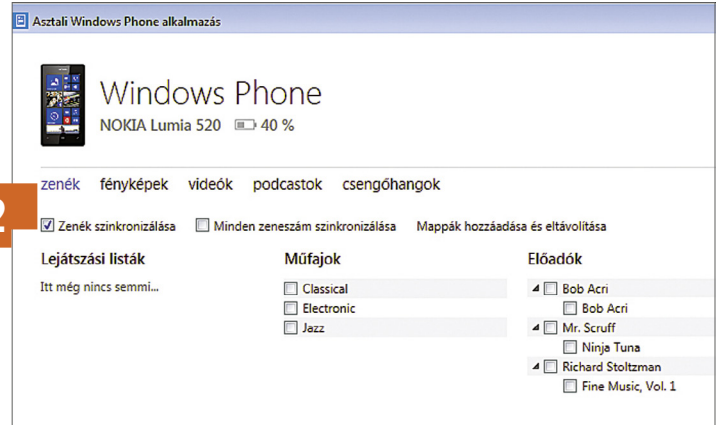 Asztali Windows Phone alkalmazás
Windows Phone
NOKIA Lumia 520 40 %
zenék fényképek videók podcastok csengőhangok
2
Zenék szinkronizálása Minden zeneszám szinkronizálása Mappák hozzáadása és eltávolítása
Lejátszási listák
Itt még nincs semmi...
Műfajok
Classical
Electronic
Jazz
Előadók
Bob Acri
Bob Acri
Mr. Scruff
Ninja Tuna
Richard Stoltzman
Fine Music, Vol. 1